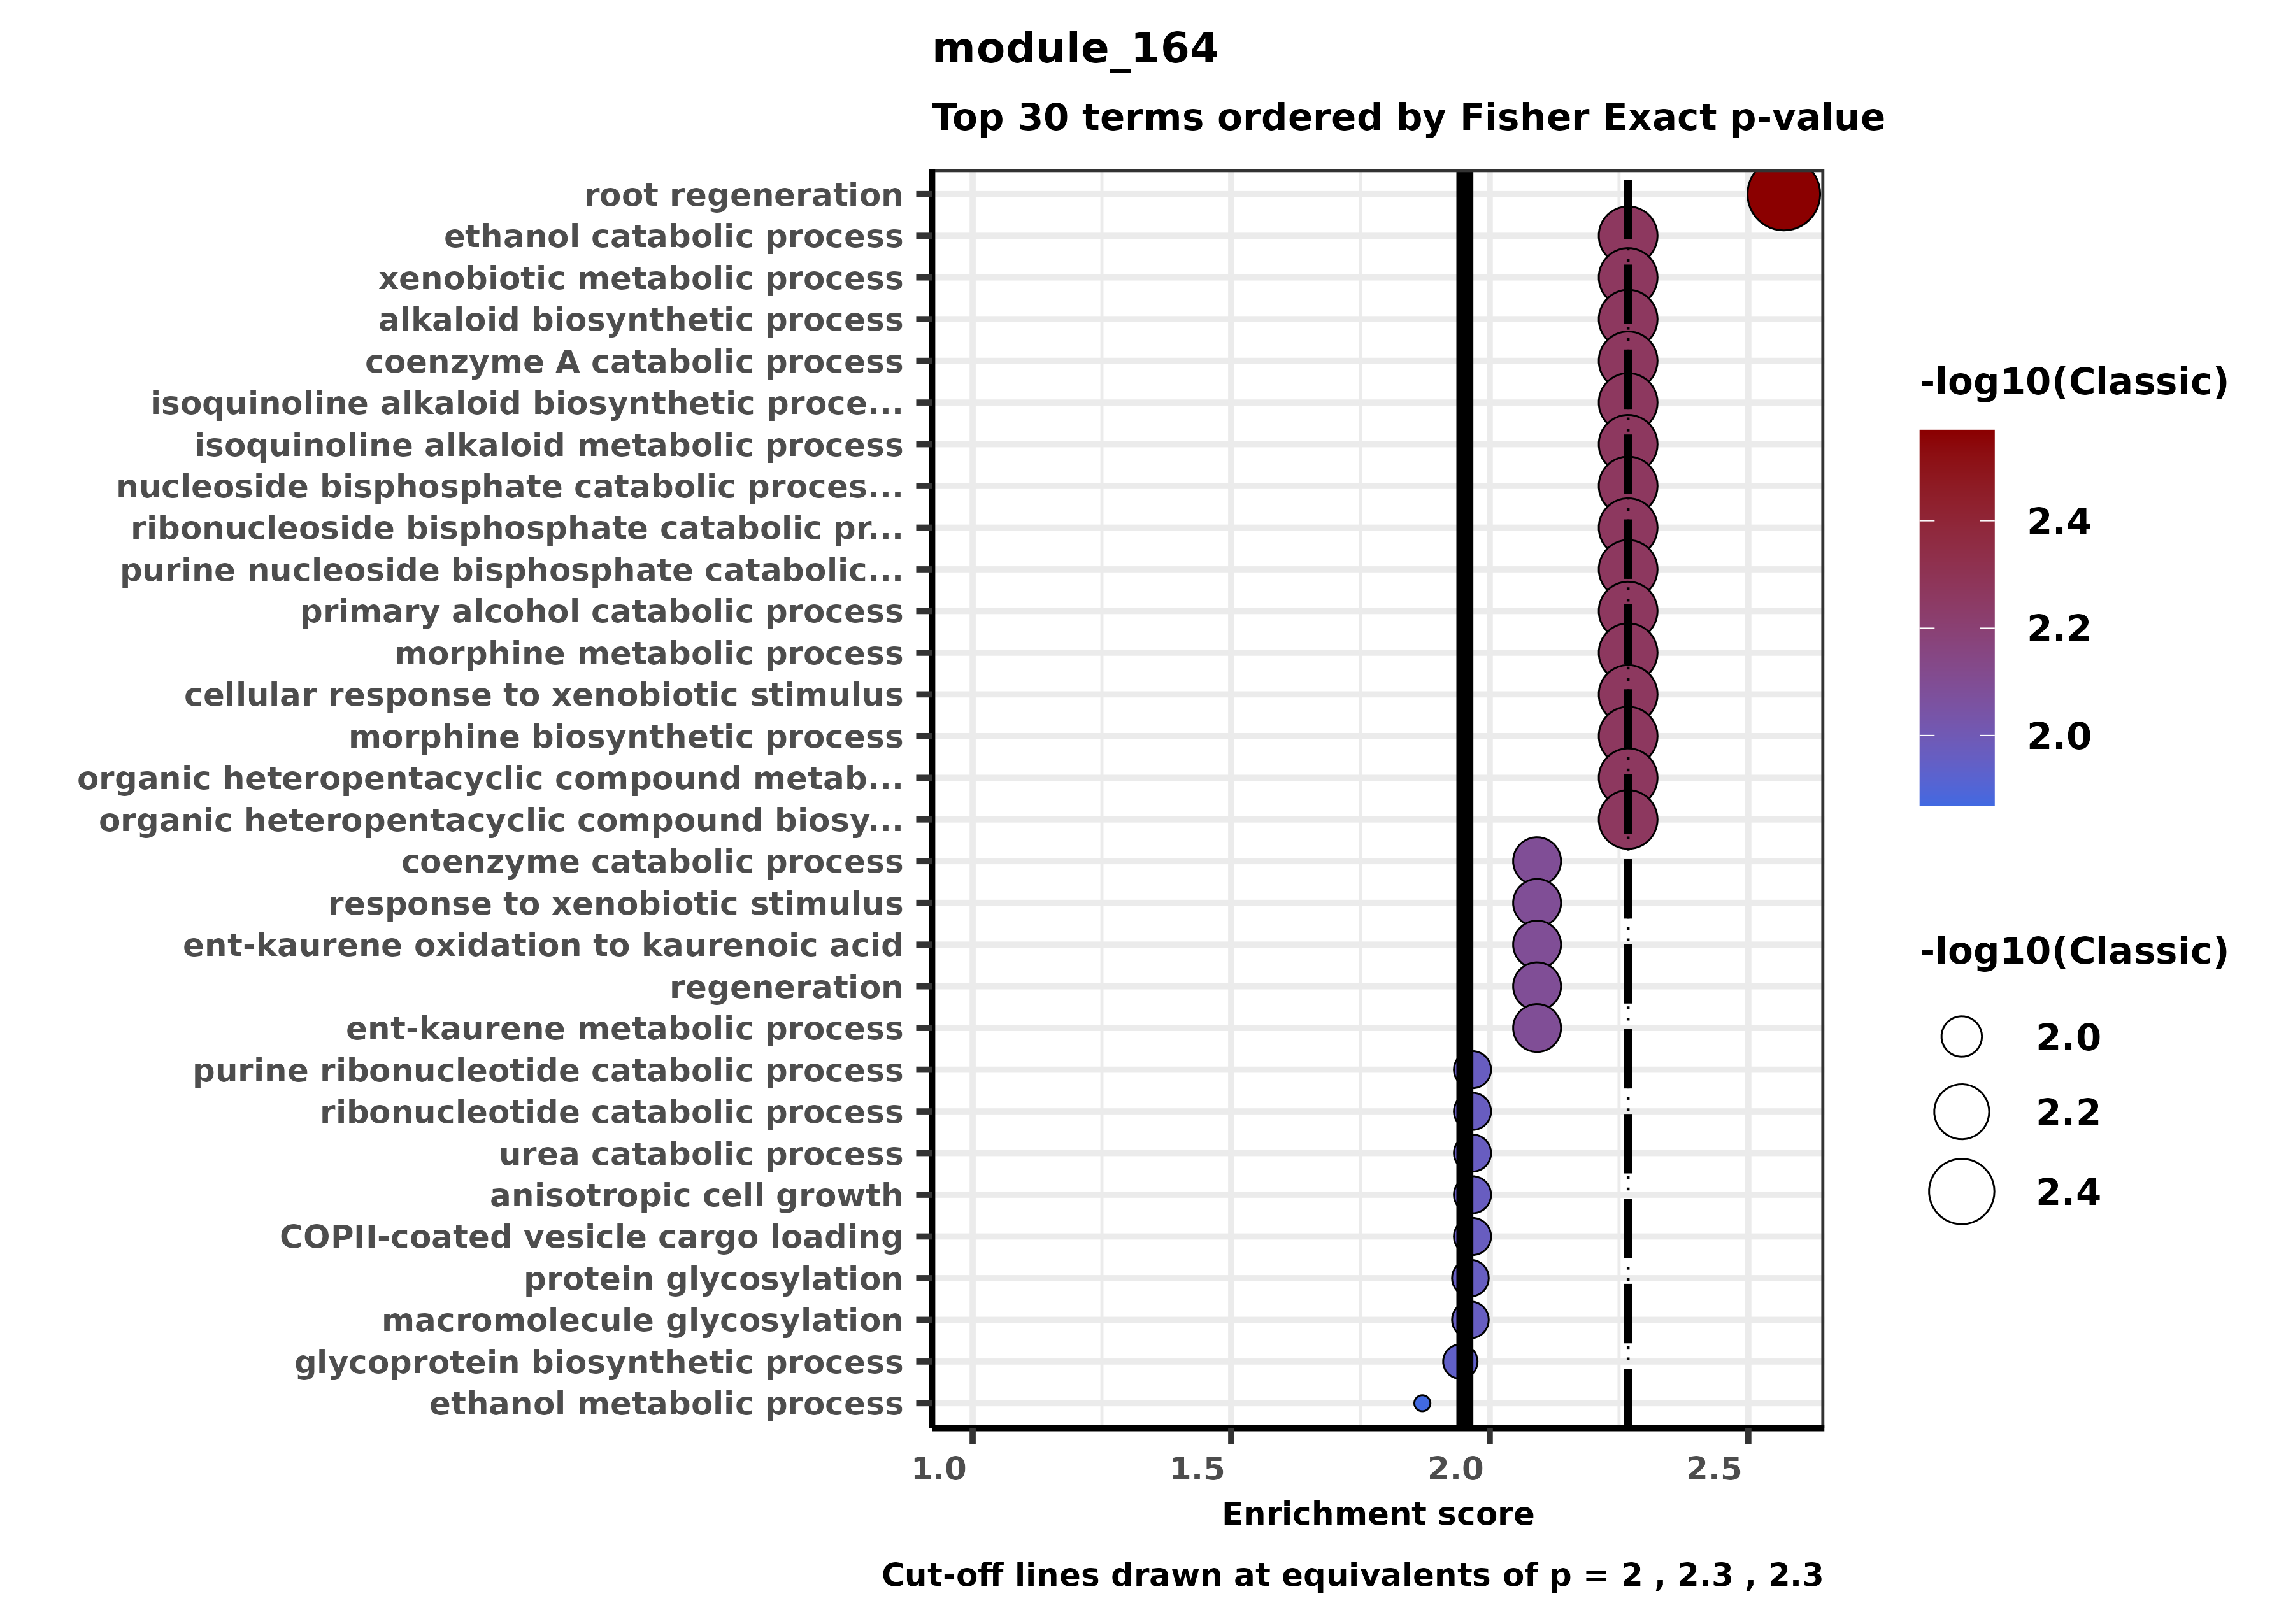 module_164
Top 30 terms ordered by Fisher Exact p-value
root regeneration
ethanol catabolic process
xenobiotic metabolic process
alkaloid biosynthetic process
coenzyme A catabolic process
isoquinoline alkaloid biosynthetic proce...
isoquinoline alkaloid metabolic process
nucleoside bisphosphate catabolic proces...
ribonucleoside bisphosphate catabolic pr...
purine nucleoside bisphosphate catabolic...
primary alcohol catabolic process
morphine metabolic process
cellular response to xenobiotic stimulus
morphine biosynthetic process
organic heteropentacyclic compound metab...
organic heteropentacyclic compound biosy...
coenzyme catabolic process
response to xenobiotic stimulus
ent-kaurene oxidation to kaurenoic acid
regeneration
ent-kaurene metabolic process
purine ribonucleotide catabolic process
ribonucleotide catabolic process
urea catabolic process
anisotropic cell growth
COPII-coated vesicle cargo loading
protein glycosylation
macromolecule glycosylation
glycoprotein biosynthetic process
ethanol metabolic process
1.0 1.5 2.0 2.5
Enrichment score
Cut-off lines drawn at equivalents of p = 2 , 2.3 , 2.3
-log10(Classic)
2.4
2.2
2.0
-log10(Classic)
2.0
2.2
2.4